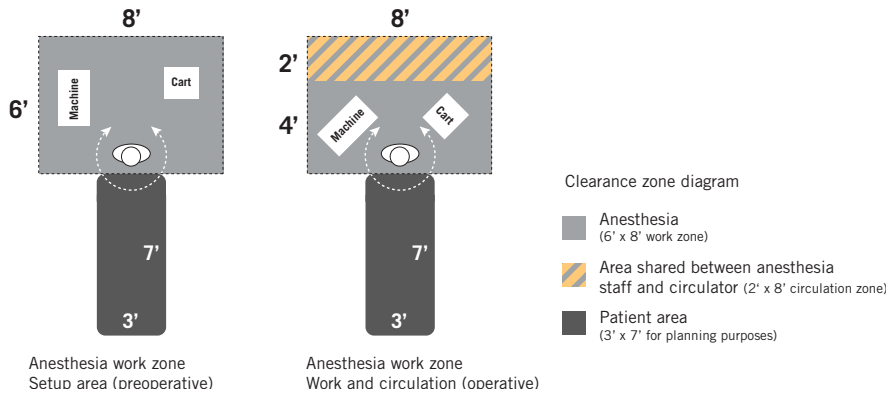 8’
6’
Machine
Cart
7’
3’
Anesthesia work zone
Setup area (preoperative)
8’
2’
4’
Machine
Cart
7’
3’
Anesthesia work zone
Work and circulation (operative)
Clearance zone diagram
Anesthesia
(6’ x 8’ work zone)
Area shared between anesthesia
staff and circulator (2‘ x 8’ circulation zone)
Patient area
(3’ x 7’ for planning purposes)